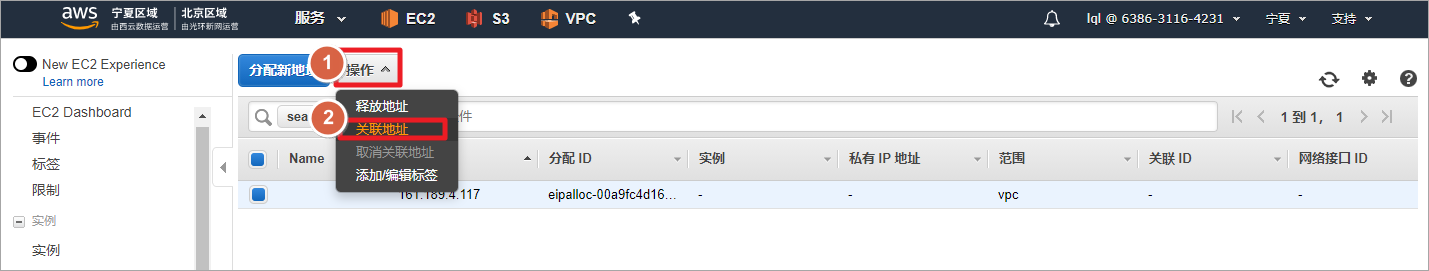 aws 宁夏区域 北京区域 服务 EC2 S3 VPC lql @ 6386-3116-4231 宁夏 支持
由西云数据运营 由光环新网运营
New EC2 Experience
Learn more
分配新地 1 操作
EC2 Dashboard
事件
标签
限制
实例
实例
释放地址
sea 2 关联地址 件 1 到 1， 1
取消关联地址
添加/编辑标签
Name 分配 ID 实例 私有 IP 地址 范围 关联 ID 网络接口 ID
161.189.4.117 eipalloc-00a9fc4d16... - - vpc - -